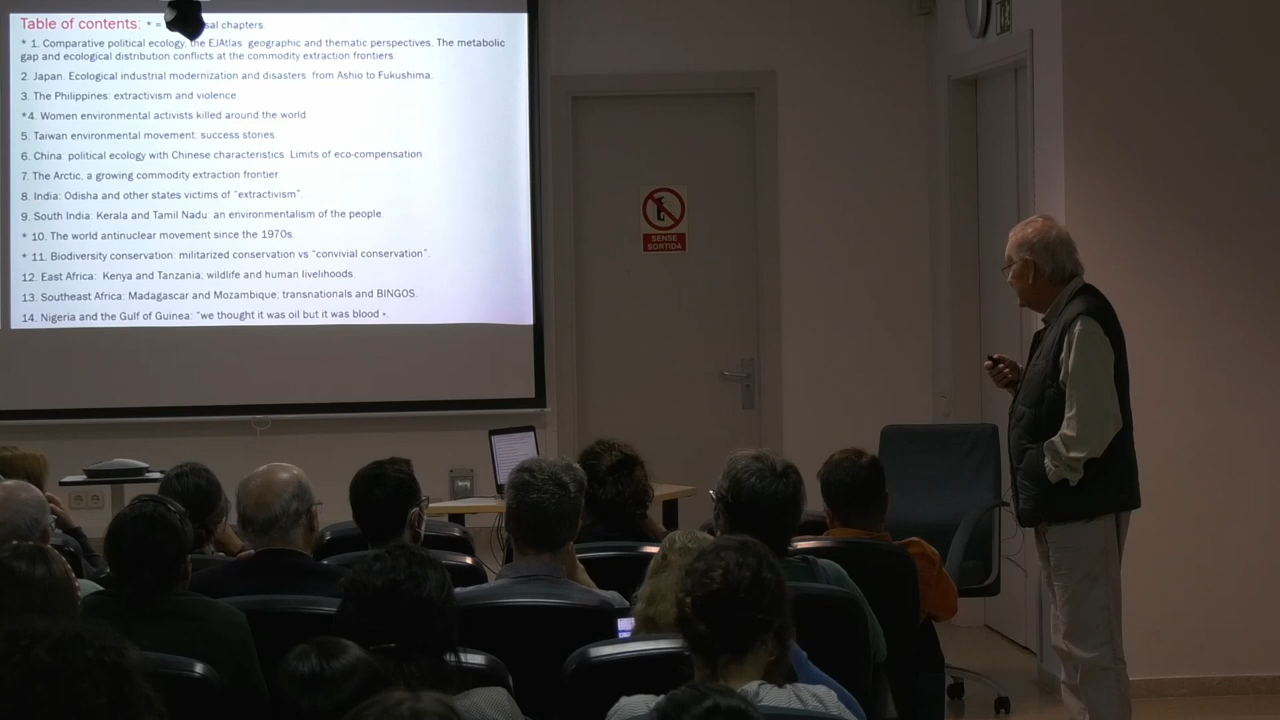 Table of contents: * = sal chapters
* 1. Comparative political ecology, the EJAtlas geographic and thematic perspectives. The metabolic
gap and ecological distribution conflicts at the commodity extraction frontiers.
2. Japan. Ecological industrial modernization and disasters from Ashio to Fukushima.
3. The Philippines: extractivism and violence
*4. Women environmental activists killed around the world
5. Taiwan environmental movement: success stories.
6. China: political ecology with Chinese characteristics Limits of eco-compensation
7. The Arctic, a growing commodity extraction frontier.
8. India: Odisha and other states victims of "extractivism".
9. South India: Kerala and Tamil Nadu: an environmentalism of the people
* 10. The world antinuclear movement since the 1970s.
* 11. Biodiversity conservation: militarized conservation vs "convivial conservation".
12. East Africa: Kenya and Tanzania; wildlife and human livelihoods.
13. Southeast Africa: Madagascar and Mozambique; transnationals and BINGOS.
14. Nigeria and the Gulf of Guinea: "we thought it was oil but it was blood".
SENSE
SORTIDA